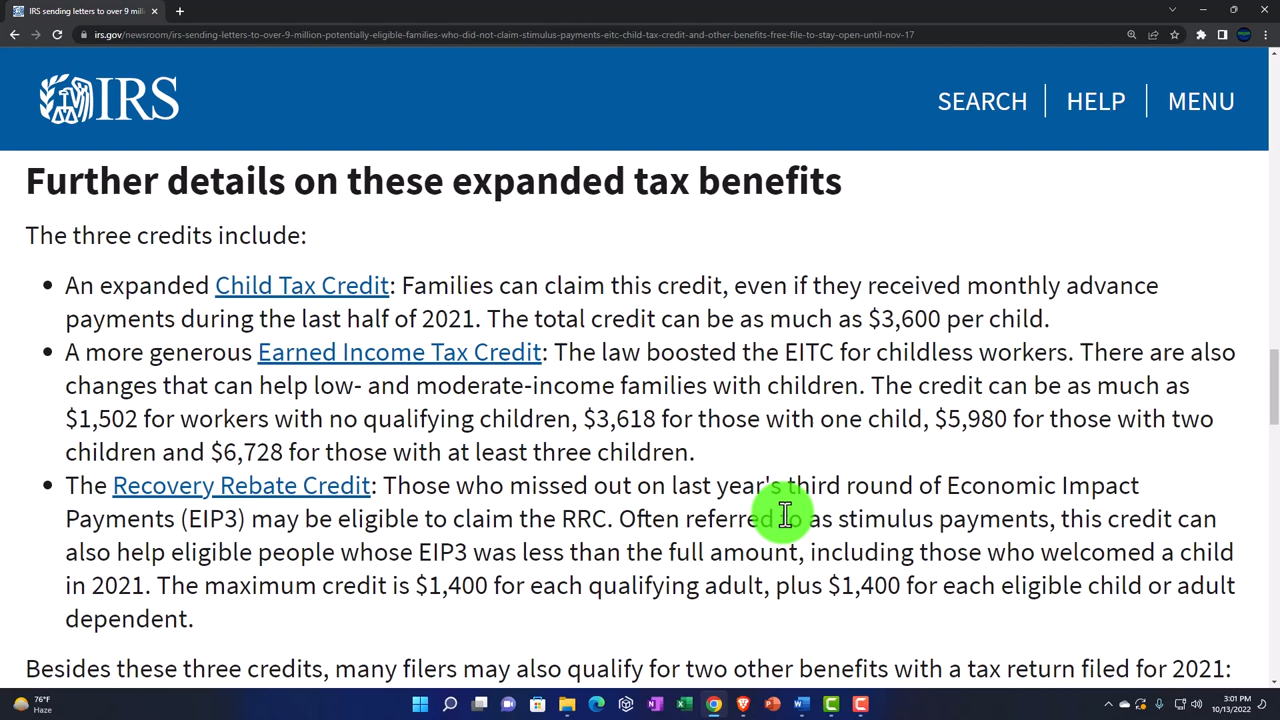 IRS sending letters to over 9 mill
irs.gov/newsroom/irs-sending-letters-to-over-9-million-potentially-eligible-families-who-did-not-claim-stimulus-payments-eitc-child-tax-credit-and-other-benefits-free-file-to-stay-open-until-nov-17
IRS
SEARCH HELP MENU
Further details on these expanded tax benefits
The three credits include:
• An expanded Child Tax Credit: Families can claim this credit, even if they received monthly advance
payments during the last half of 2021. The total credit can be as much as $3,600 per child.
• A more generous Earned Income Tax Credit: The law boosted the EITC for childless workers. There are also
changes that can help low- and moderate-income families with children. The credit can be as much as
$1,502 for workers with no qualifying children, $3,618 for those with one child, $5,980 for those with two
children and $6,728 for those with at least three children.
• The Recovery Rebate Credit: Those who missed out on last year's third round of Economic Impact
Payments (EIP3) may be eligible to claim the RRC. Often referred to as stimulus payments, this credit can
also help eligible people whose EIP3 was less than the full amount, including those who welcomed a child
in 2021. The maximum credit is $1,400 for each qualifying adult, plus $1,400 for each eligible child or adult
dependent.
Besides these three credits, many filers may also qualify for two other benefits with a tax return filed for 2021:
76°F
Haze
3:01 PM
10/13/2022